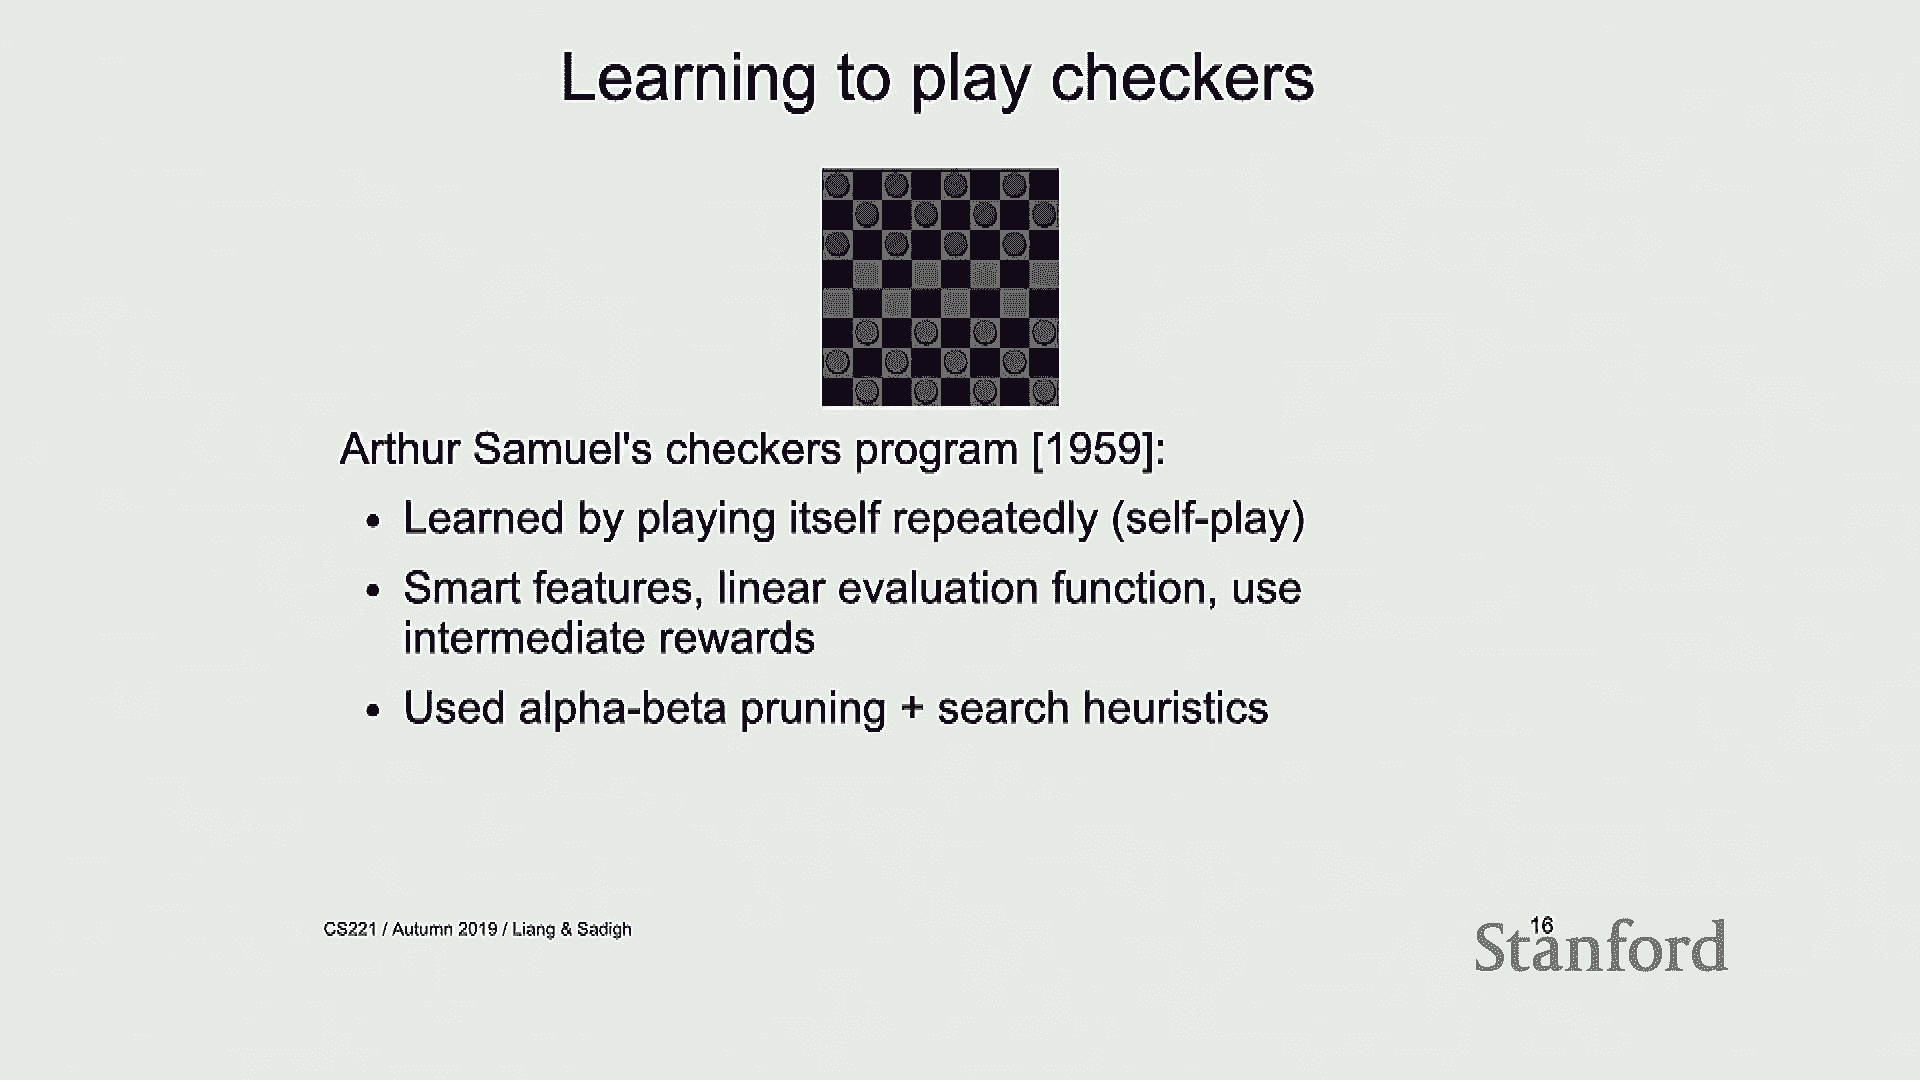 Learning to play checkers
Arthur Samuel's checkers program [1959]:
• Learned by playing itself repeatedly (self-play)
• Smart features, linear evaluation function, use
intermediate rewards
• Used alpha-beta pruning + search heuristics
CS221 / Autumn 2019 / Liang & Sadigh
16
Stanford